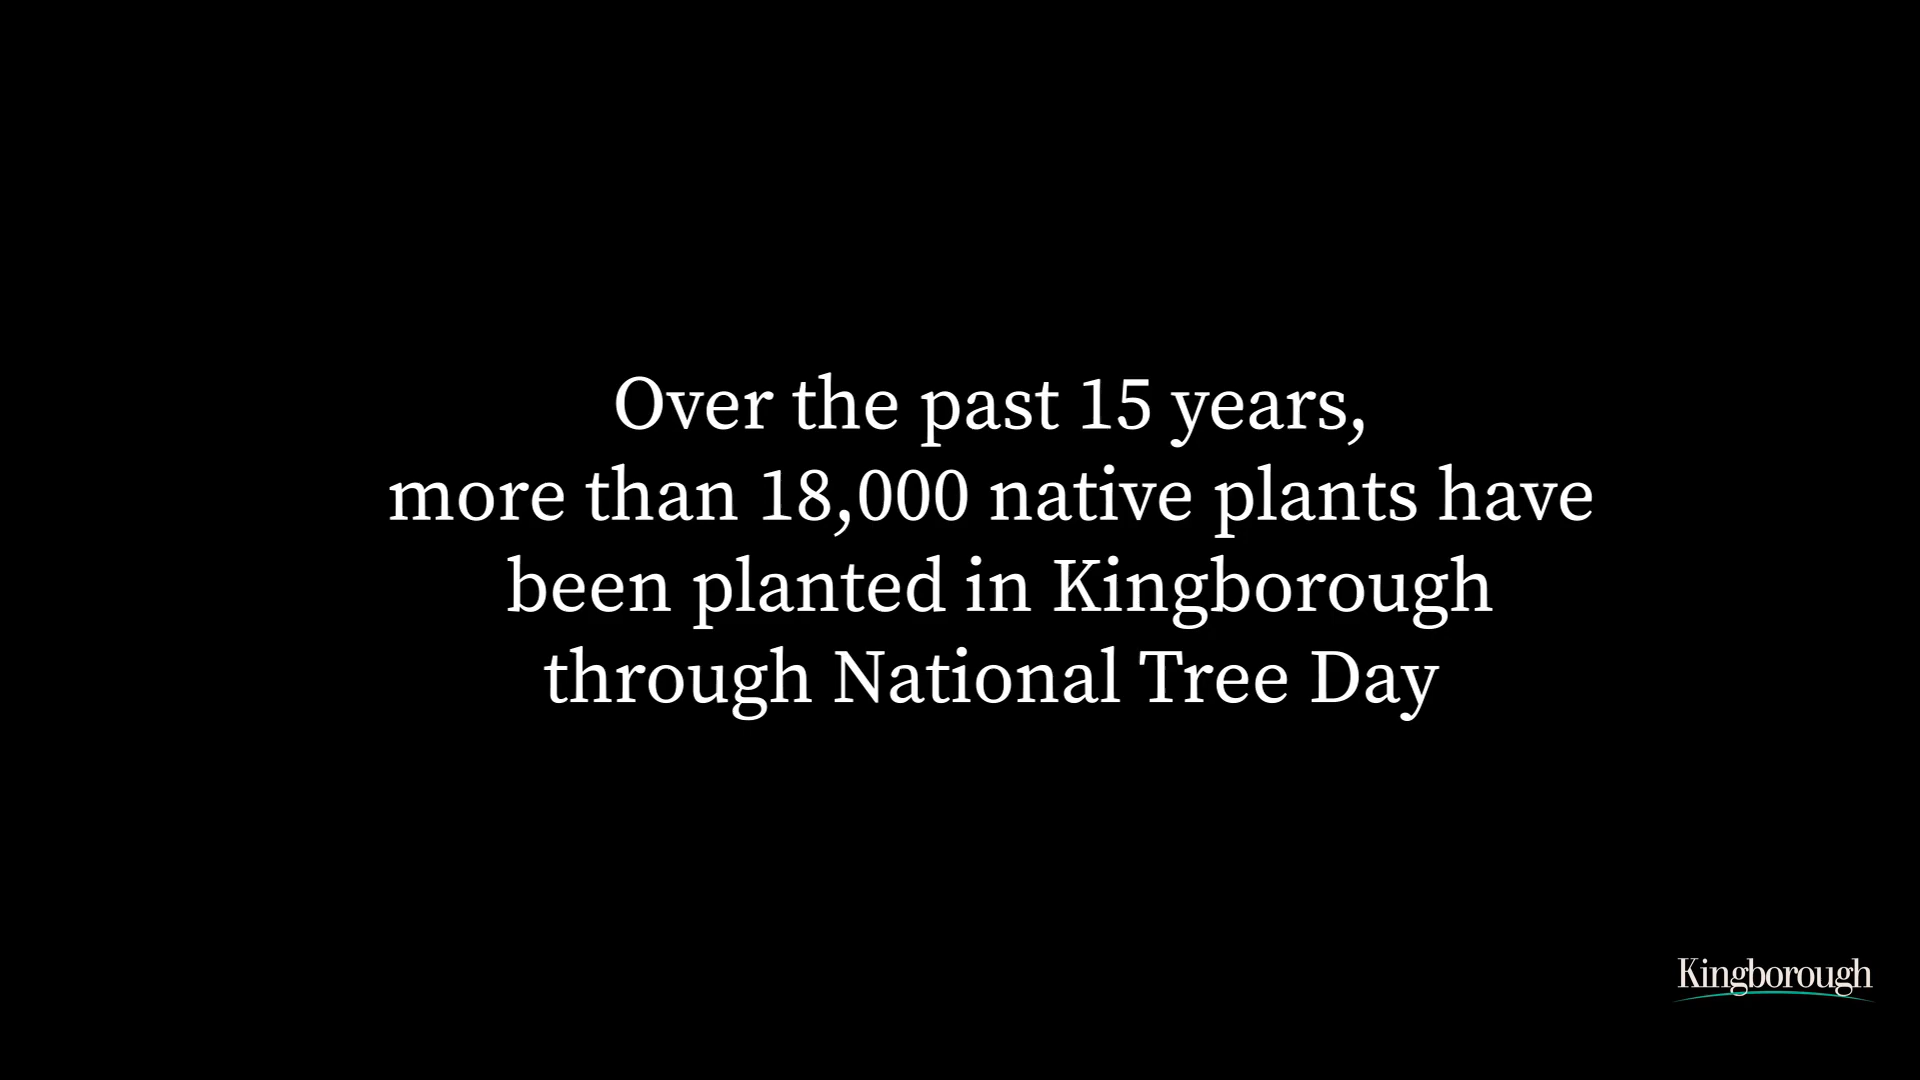 Over the past 15 years,
more than 18,000 native plants have
been planted in Kingborough
through National Tree Day
Kingborough